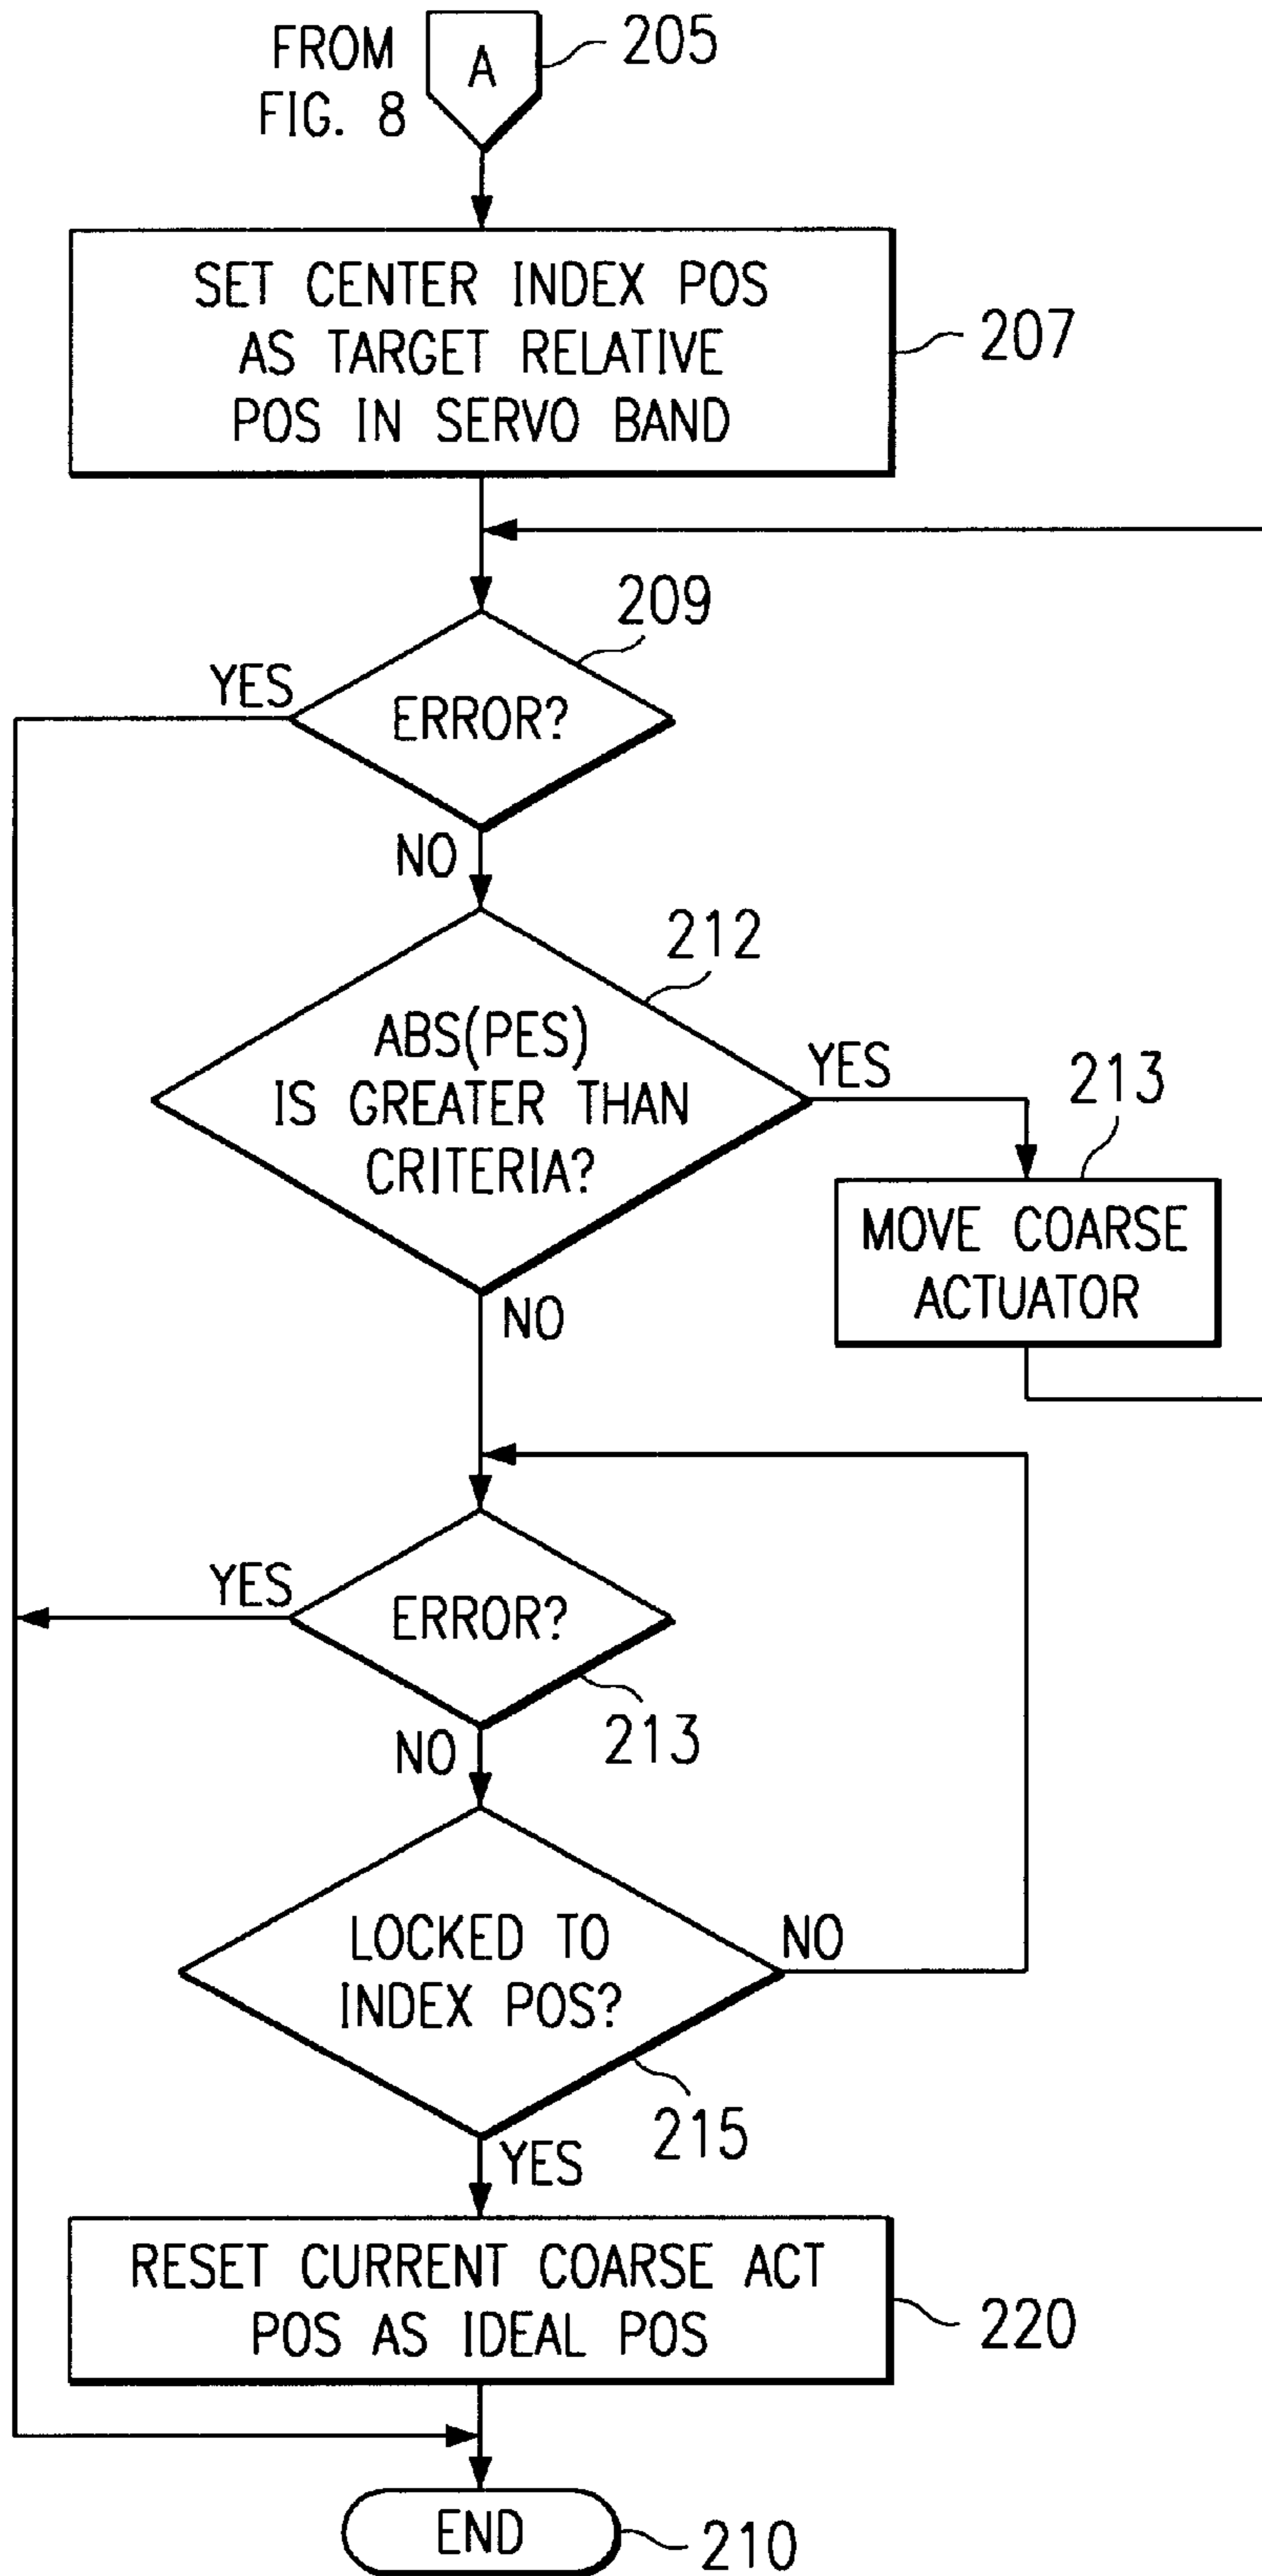 FROM
FIG. 8
A
205
SET CENTER INDEX POS
AS TARGET RELATIVE
POS IN SERVO BAND
207
209
YES
ERROR?
NO
212
ABS(PES)
IS GREATER THAN
CRITERIA?
YES
213
MOVE COARSE
ACTUATOR
NO
YES
ERROR?
213
NO
LOCKED TO
INDEX POS?
NO
215
YES
RESET CURRENT COARSE ACT
POS AS IDEAL POS
220
END
210